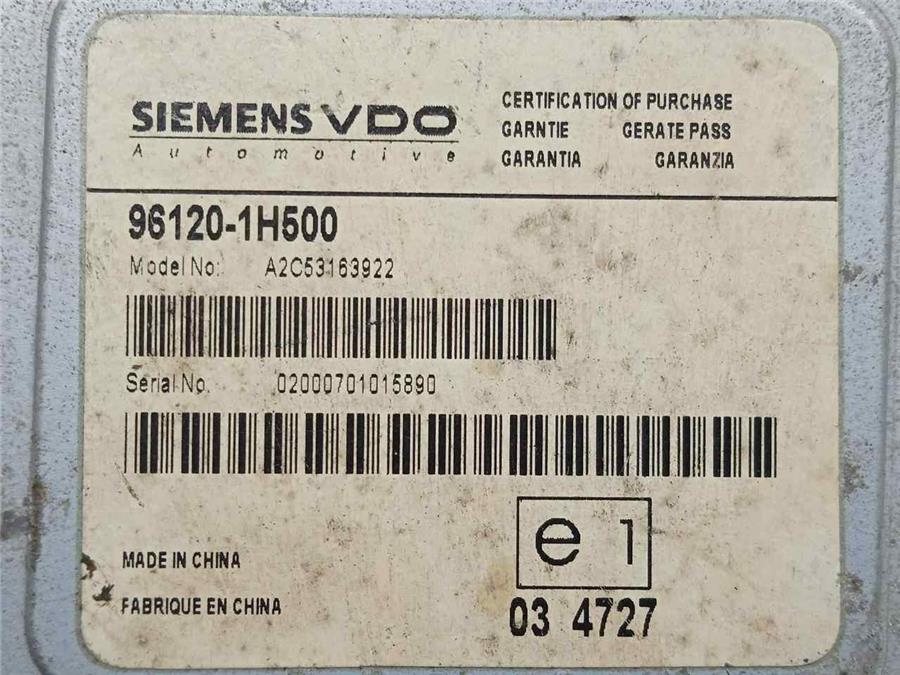 SIEMENS VDO
Automotive
CERTIFICATION OF PURCHASE
GARNTIE GERATE PASS
GARANTIA GARANZIA
96120-1H500
Model No: A2C53163922
Serial No. 02000701015890
e 1
MADE IN CHINA
FABRIQUE EN CHINA
03 4727